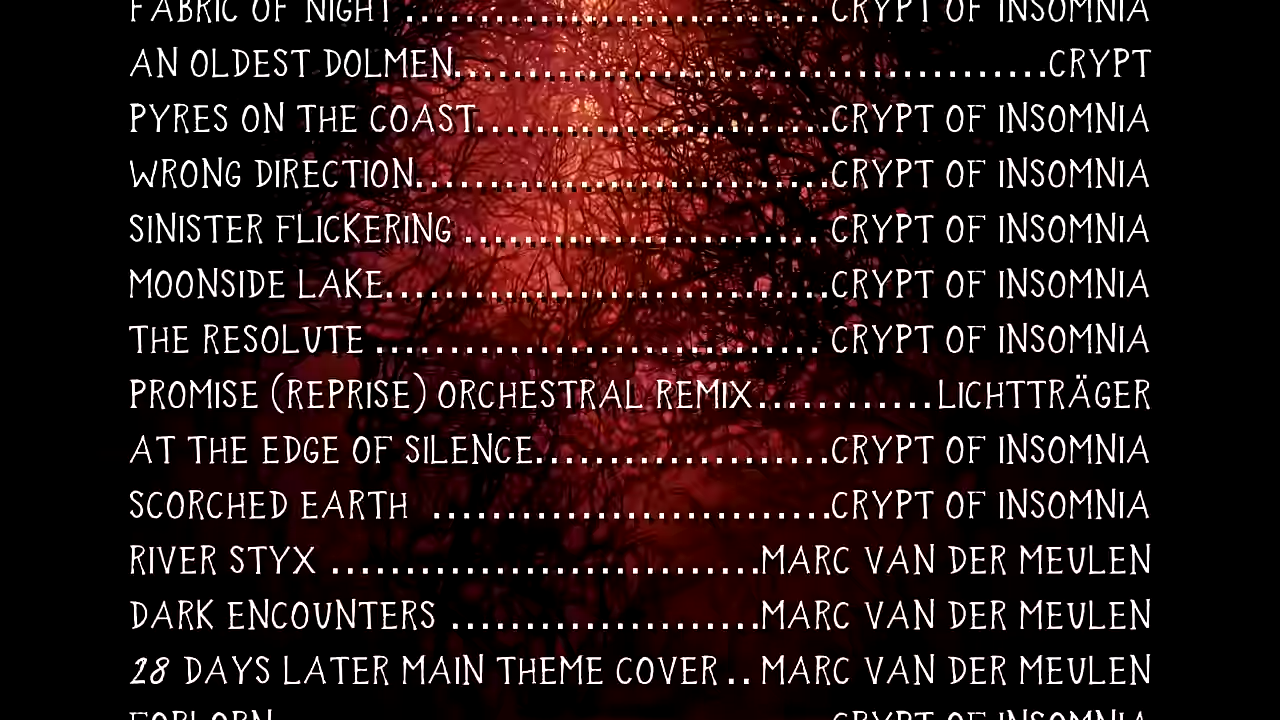 FABRIC OF NIGHT ................................. CRYPT OF INSOMNIA
AN OLDEST DOLMEN................................................CRYPT
PYRES ON THE COAST.............................CRYPT OF INSOMNIA
WRONG DIRECTION..................................CRYPT OF INSOMNIA
SINISTER FLICKERING ............................. CRYPT OF INSOMNIA
MOONSIDE LAKE....................................CRYPT OF INSOMNIA
THE RESOLUTE .................................... CRYPT OF INSOMNIA
PROMISE (REPRISE) ORCHESTRAL REMIX..............LICHTTRÄGER
AT THE EDGE OF SILENCE........................CRYPT OF INSOMNIA
SCORCHED EARTH ................................CRYPT OF INSOMNIA
RIVER STYX ...................................MARC VAN DER MEULEN
DARK ENCOUNTERS .........................MARC VAN DER MEULEN
28 DAYS LATER MAIN THEME COVER .. MARC VAN DER MEULEN
FORLORN............................................. CRYPT OF INSOMNIA